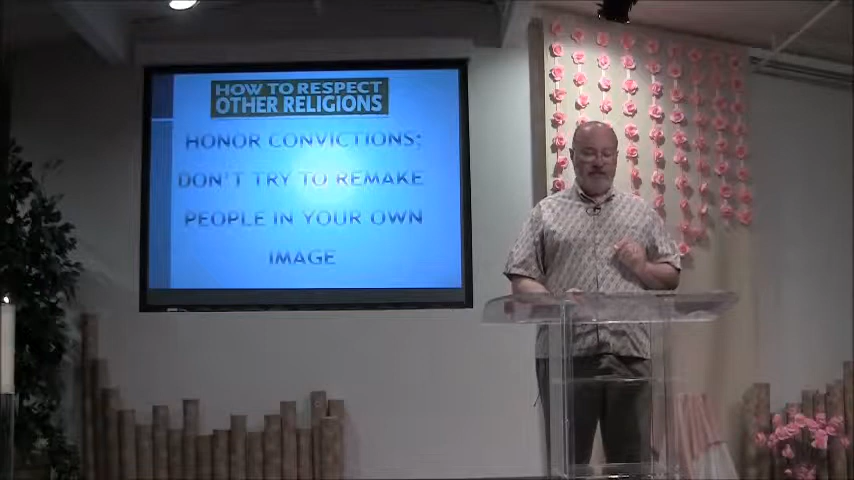 HOW TO RESPECT
OTHER RELIGIONS
HONOR CONVICTIONS:
DON'T TRY TO REMAKE
PEOPLE IN YOUR OWN
IMAGE